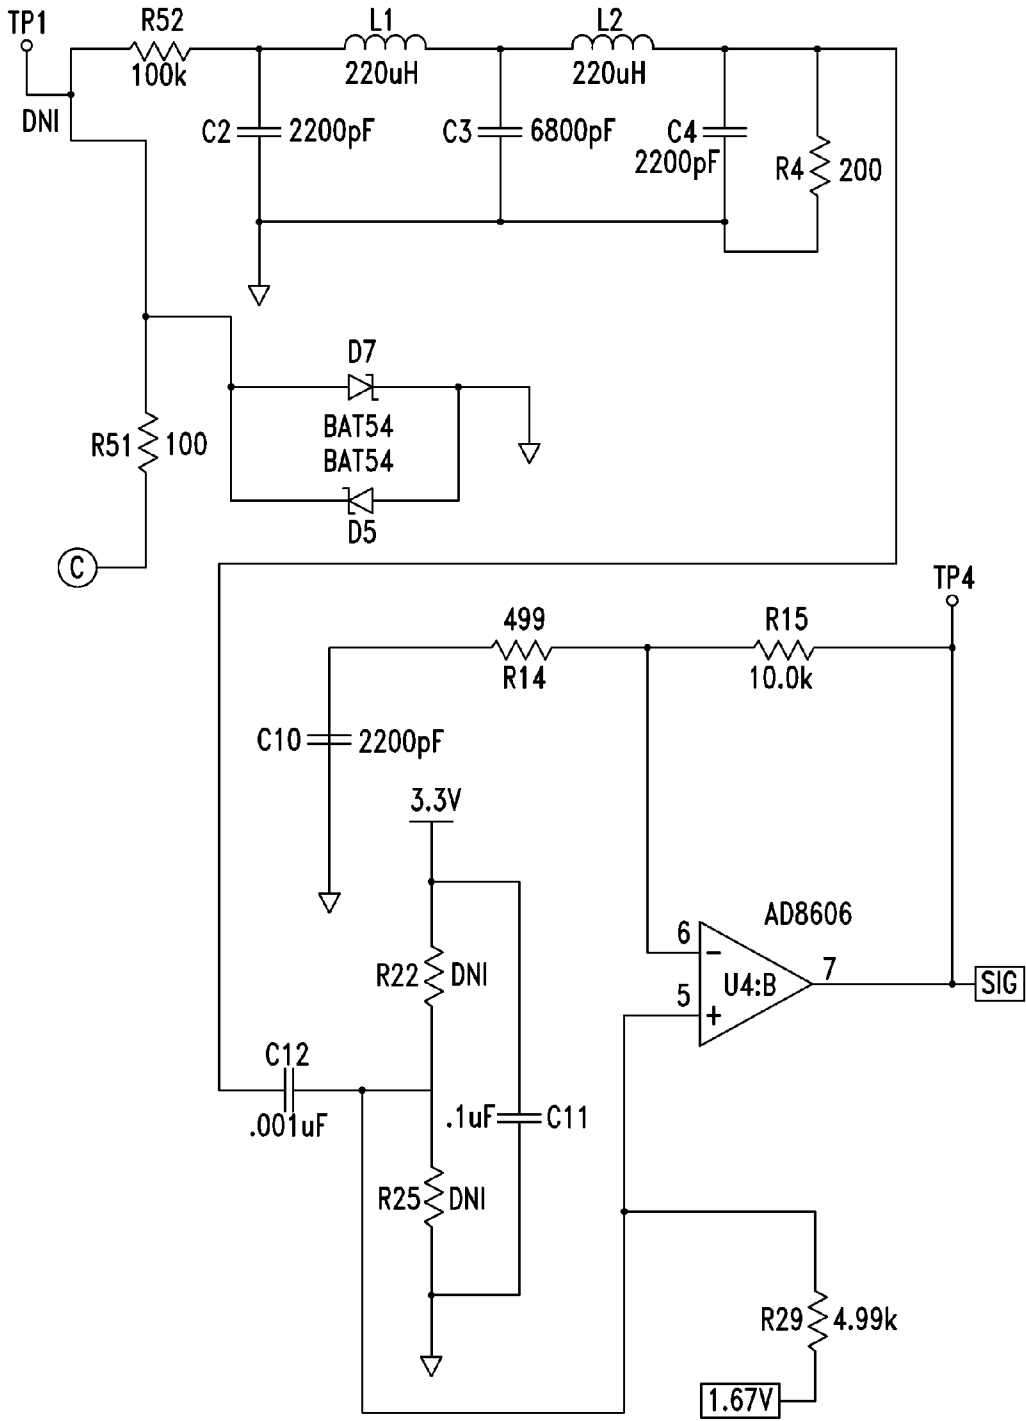 TP1
R52
100k
DNI
L1
220uH
L2
220uH
C2
2200pF
C3
6800pF
C4
2200pF
R4
200
D7
BAT54
BAT54
D5
R51
100
C
TP4
499
R14
R15
10.0k
C10
2200pF
3.3V
AD8606
6
5
7
U4:B
−
+
SIG
R22
DNI
C12
.001uF
.1uF
C11
R25
DNI
R29
4.99k
1.67V